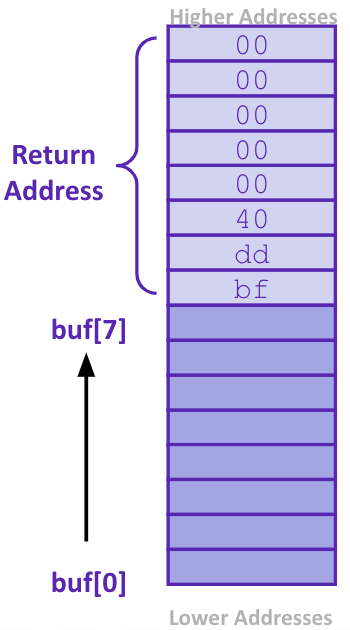 Higher Addresses
00
00
00
00
00
40
dd
bf
Return
Address
buf[7]
buf[0]
Lower Addresses